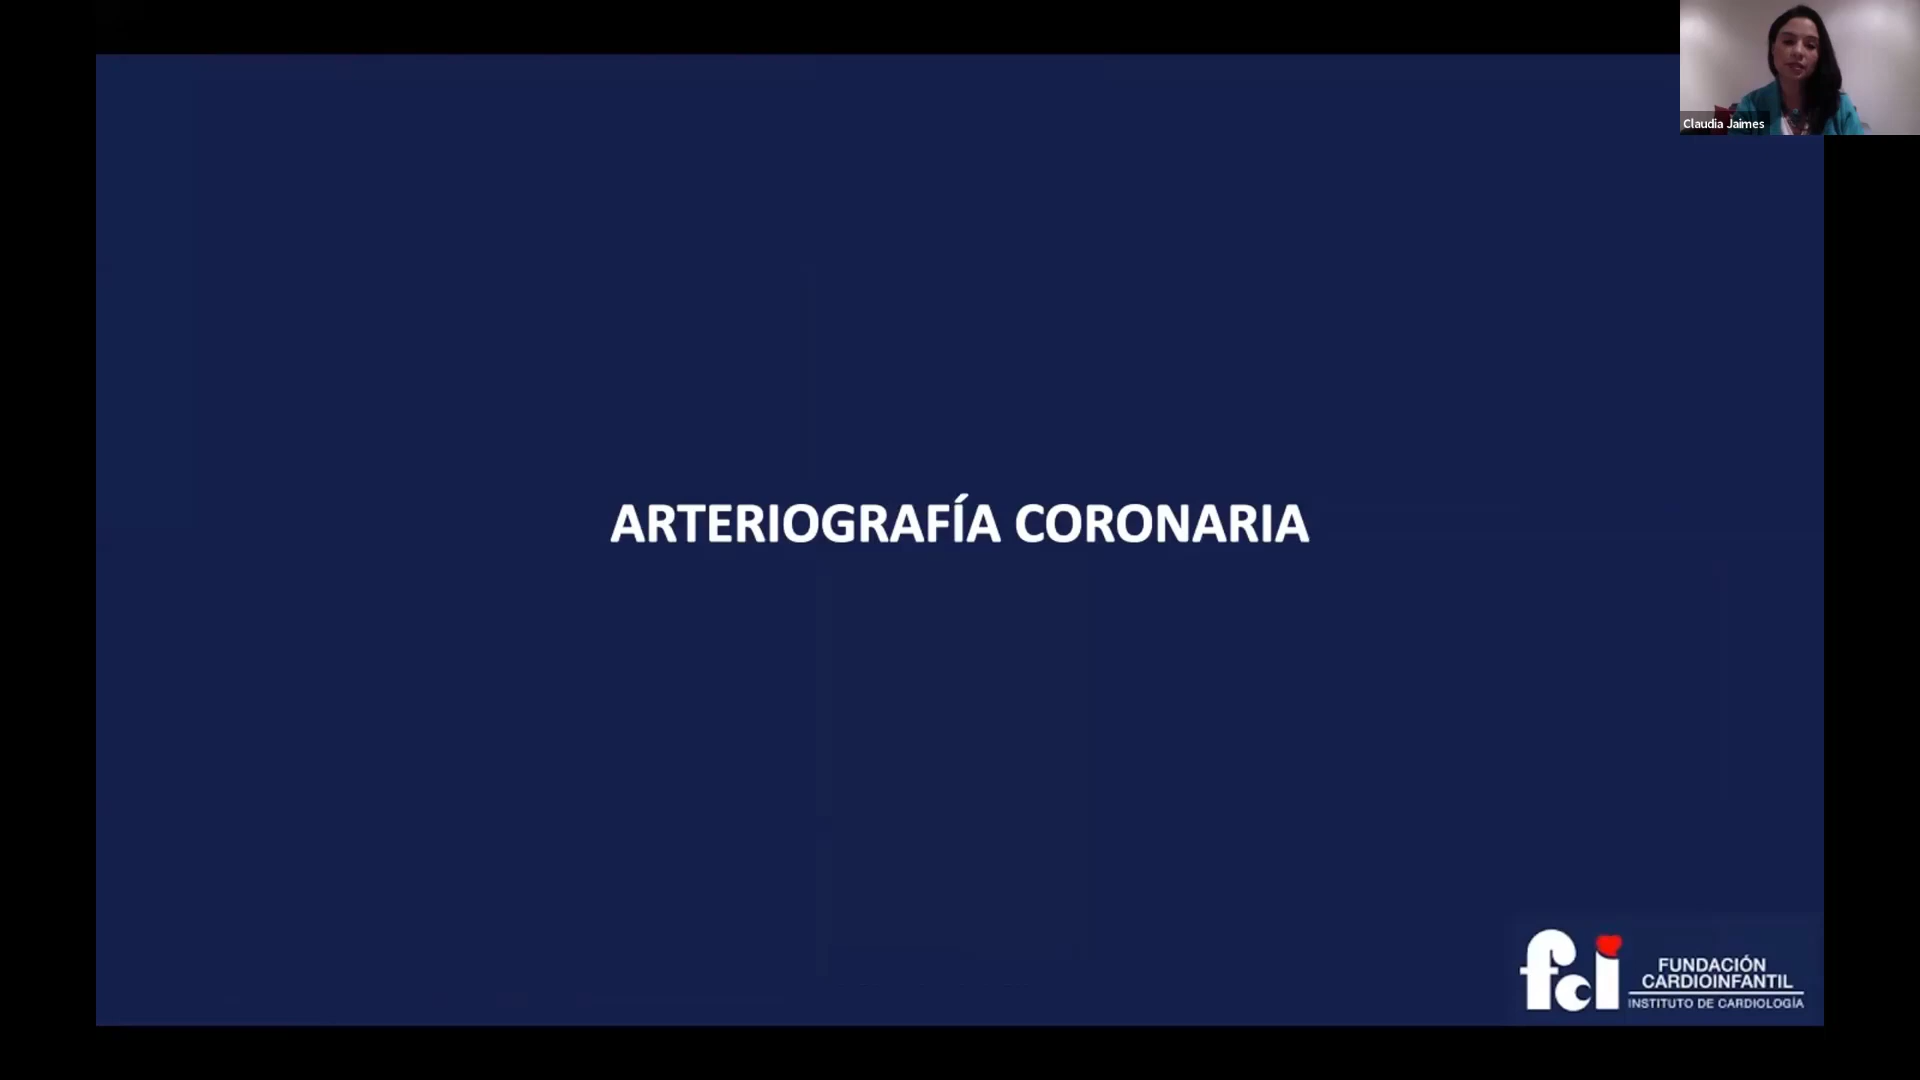 Claudia Jaimes
ARTERIOGRAFÍA CORONARIA
fci
FUNDACIÓN
CARDIOINFANTIL
INSTITUTO DE CARDIOLOGÍA